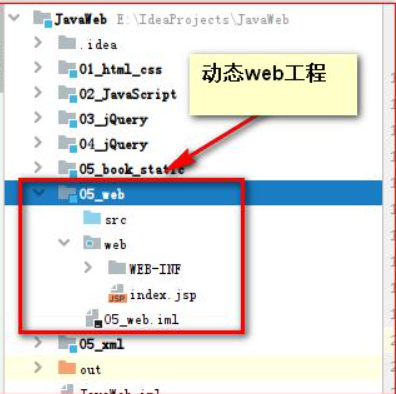 JavaWeb E:\IdeaProjects\JavaWeb
.idea
01_html_css
动态web工程
02_JavaScript
03_jQuery
04_jQuery
05_book_static
05_web
src
web
WEB-INF
JSP index.jsp
05_web.iml
05_xml
out
JavaWeb.iml